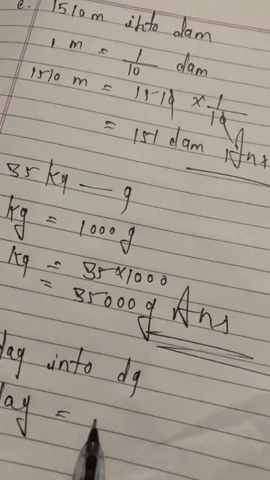 e. 1510 m into dam
1 m = 1/10 dam
1510 m = 1510 × 1/10
= 151 dam Ans
35 kg — g
kg = 1000 g
kg = 35×1000
= 35000 g Ans
dag into dg
dag =